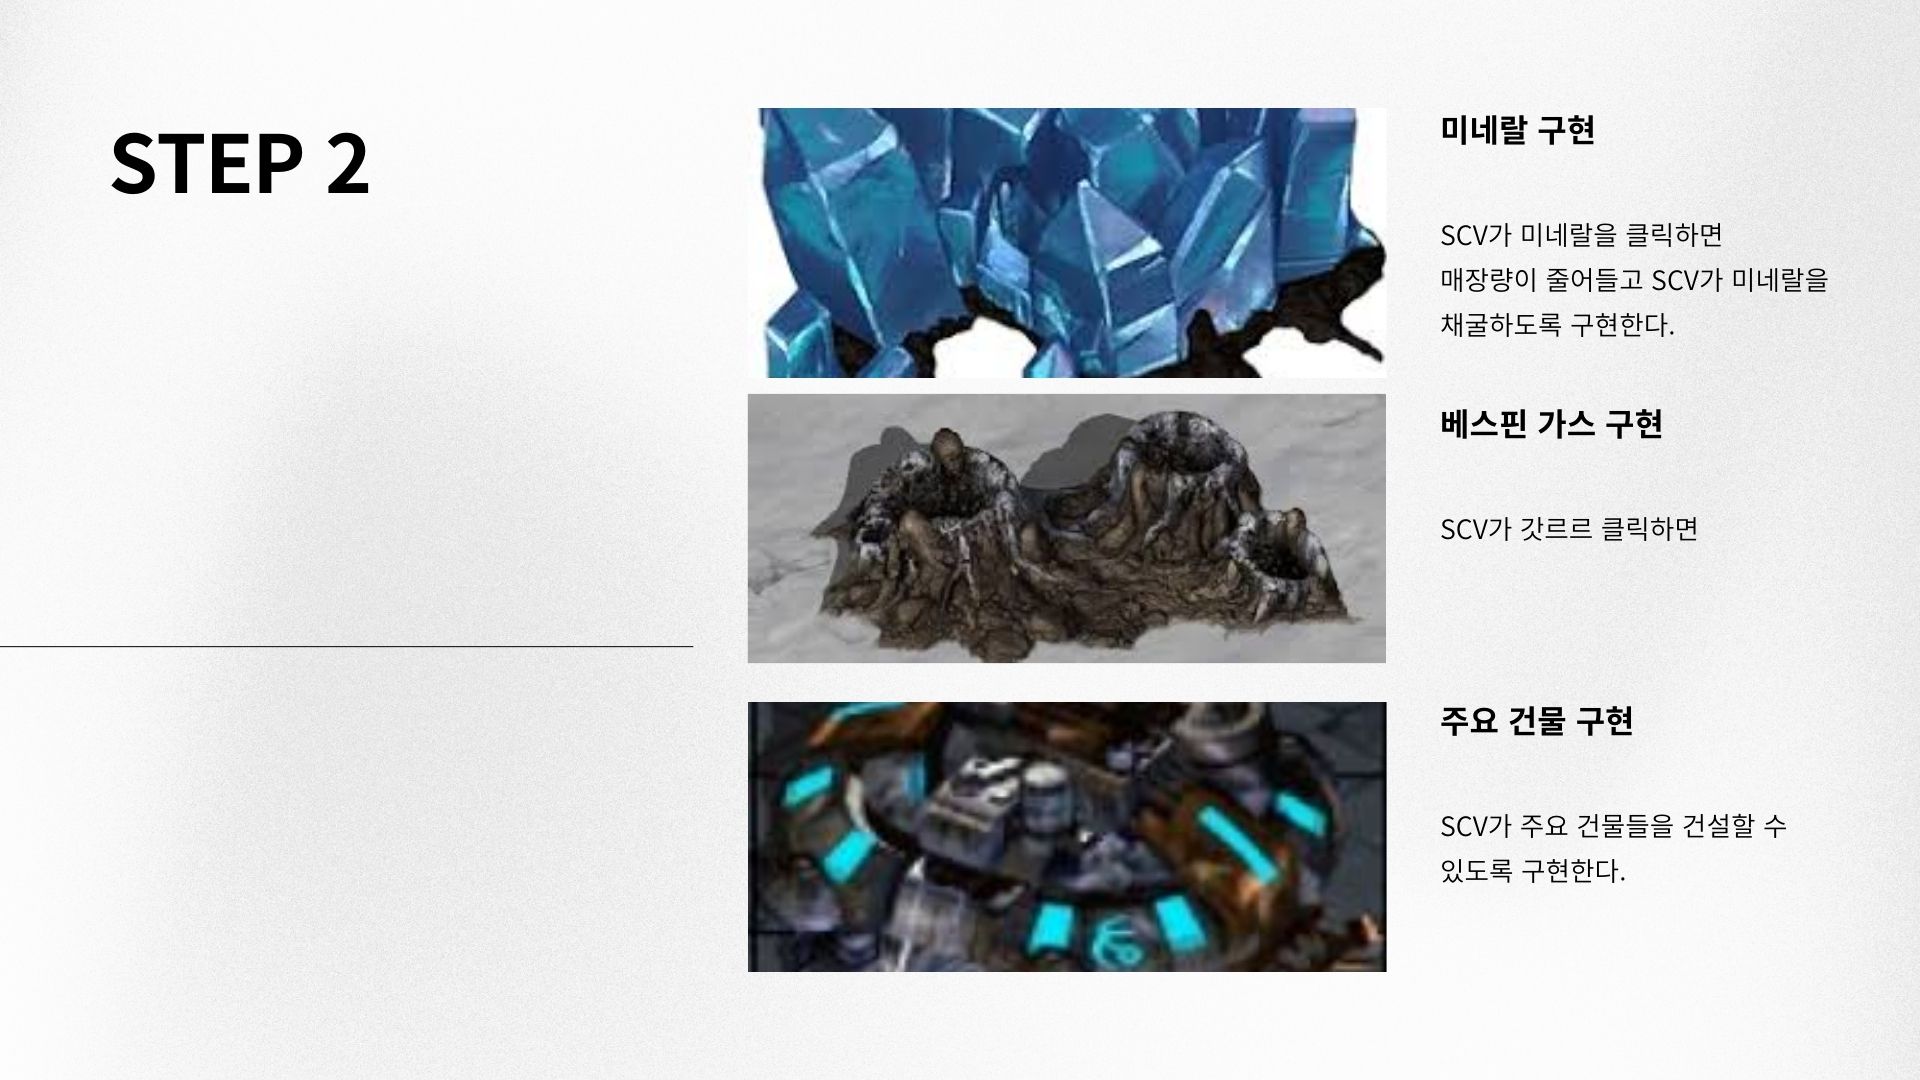 STEP 2
미네랄 구현
SCV가 미네랄을 클릭하면
매장량이 줄어들고 SCV가 미네랄을
채굴하도록 구현한다.
베스핀 가스 구현
SCV가 갓르르 클릭하면
주요 건물 구현
SCV가 주요 건물들을 건설할 수
있도록 구현한다.